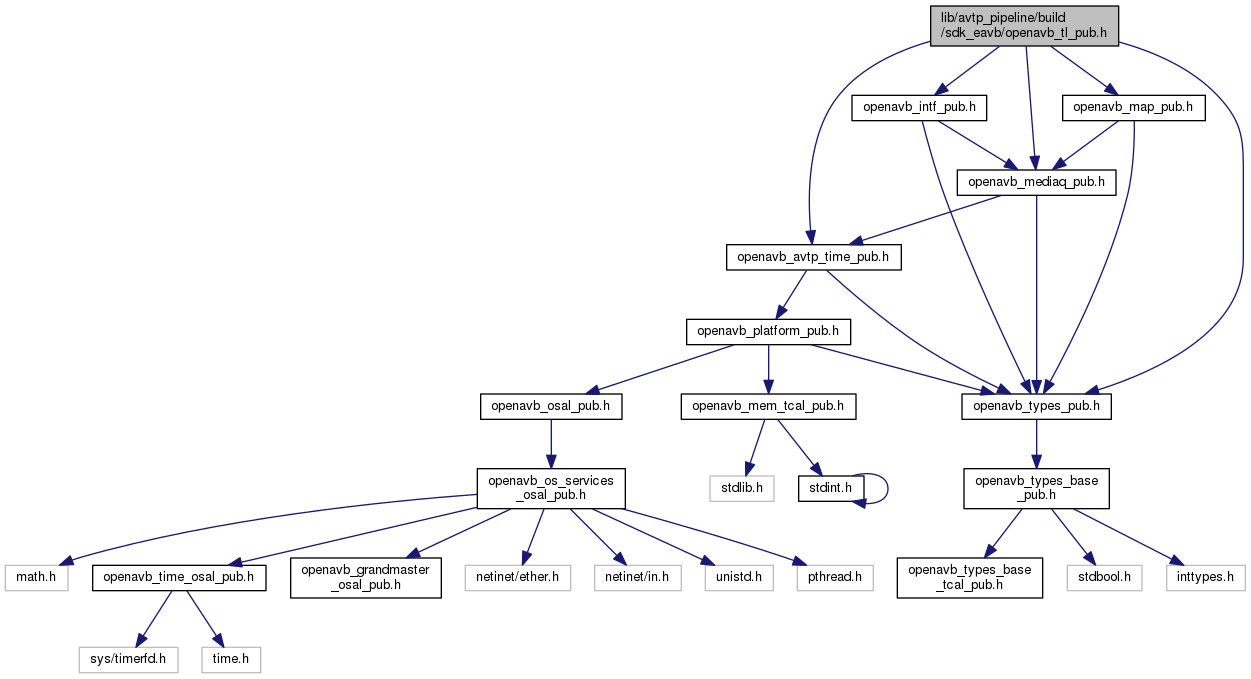 lib/avtp_pipeline/build
/sdk_eavb/openavb_tl_pub.h
openavb_intf_pub.h
openavb_map_pub.h
openavb_mediaq_pub.h
openavb_avtp_time_pub.h
openavb_platform_pub.h
openavb_osal_pub.h
openavb_mem_tcal_pub.h
openavb_types_pub.h
openavb_os_services
_osal_pub.h
stdlib.h
stdint.h
openavb_types_base
_pub.h
math.h
openavb_time_osal_pub.h
openavb_grandmaster
_osal_pub.h
netinet/ether.h
netinet/in.h
unistd.h
pthread.h
openavb_types_base
_tcal_pub.h
stdbool.h
inttypes.h
sys/timerfd.h
time.h